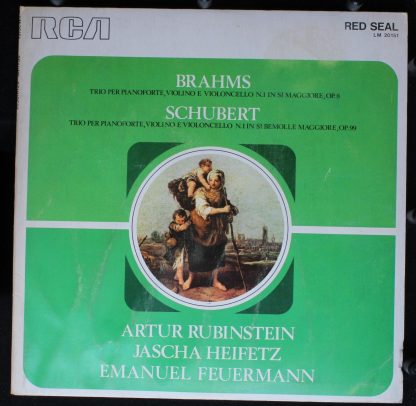 RCA
RED SEAL
LM 20151
BRAHMS
TRIO PER PIANOFORTE, VIOLINO E VIOLONCELLO N.1 IN SI MAGGIORE, OP.8
SCHUBERT
TRIO PER PIANOFORTE, VIOLINO E VIOLONCELLO N.1 IN SI BEMOLLE MAGGIORE, OP.99
ARTUR RUBINSTEIN
JASCHA HEIFETZ
EMANUEL FEUERMANN